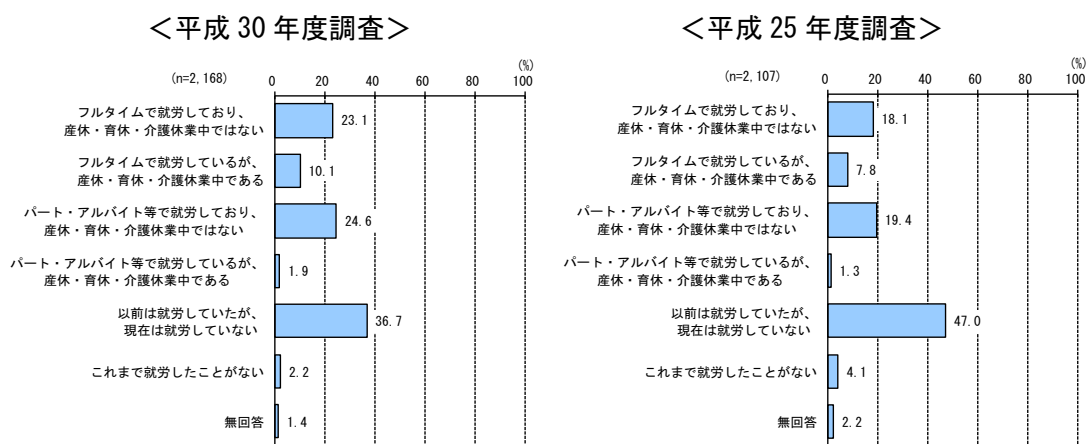 ＜平成 30 年度調査＞
(n=2,168)
(%)
0 20 40 60 80 100
フルタイムで就労しており、
産休・育休・介護休業中ではない
23.1
フルタイムで就労しているが、
産休・育休・介護休業中である
10.1
パート・アルバイト等で就労しており、
産休・育休・介護休業中ではない
24.6
パート・アルバイト等で就労しているが、
産休・育休・介護休業中である
1.9
以前は就労していたが、
現在は就労していない
36.7
これまで就労したことがない
2.2
無回答
1.4
＜平成 25 年度調査＞
(n=2,107)
(%)
0 20 40 60 80 100
フルタイムで就労しており、
産休・育休・介護休業中ではない
18.1
フルタイムで就労しているが、
産休・育休・介護休業中である
7.8
パート・アルバイト等で就労しており、
産休・育休・介護休業中ではない
19.4
パート・アルバイト等で就労しているが、
産休・育休・介護休業中である
1.3
以前は就労していたが、
現在は就労していない
47.0
これまで就労したことがない
4.1
無回答
2.2